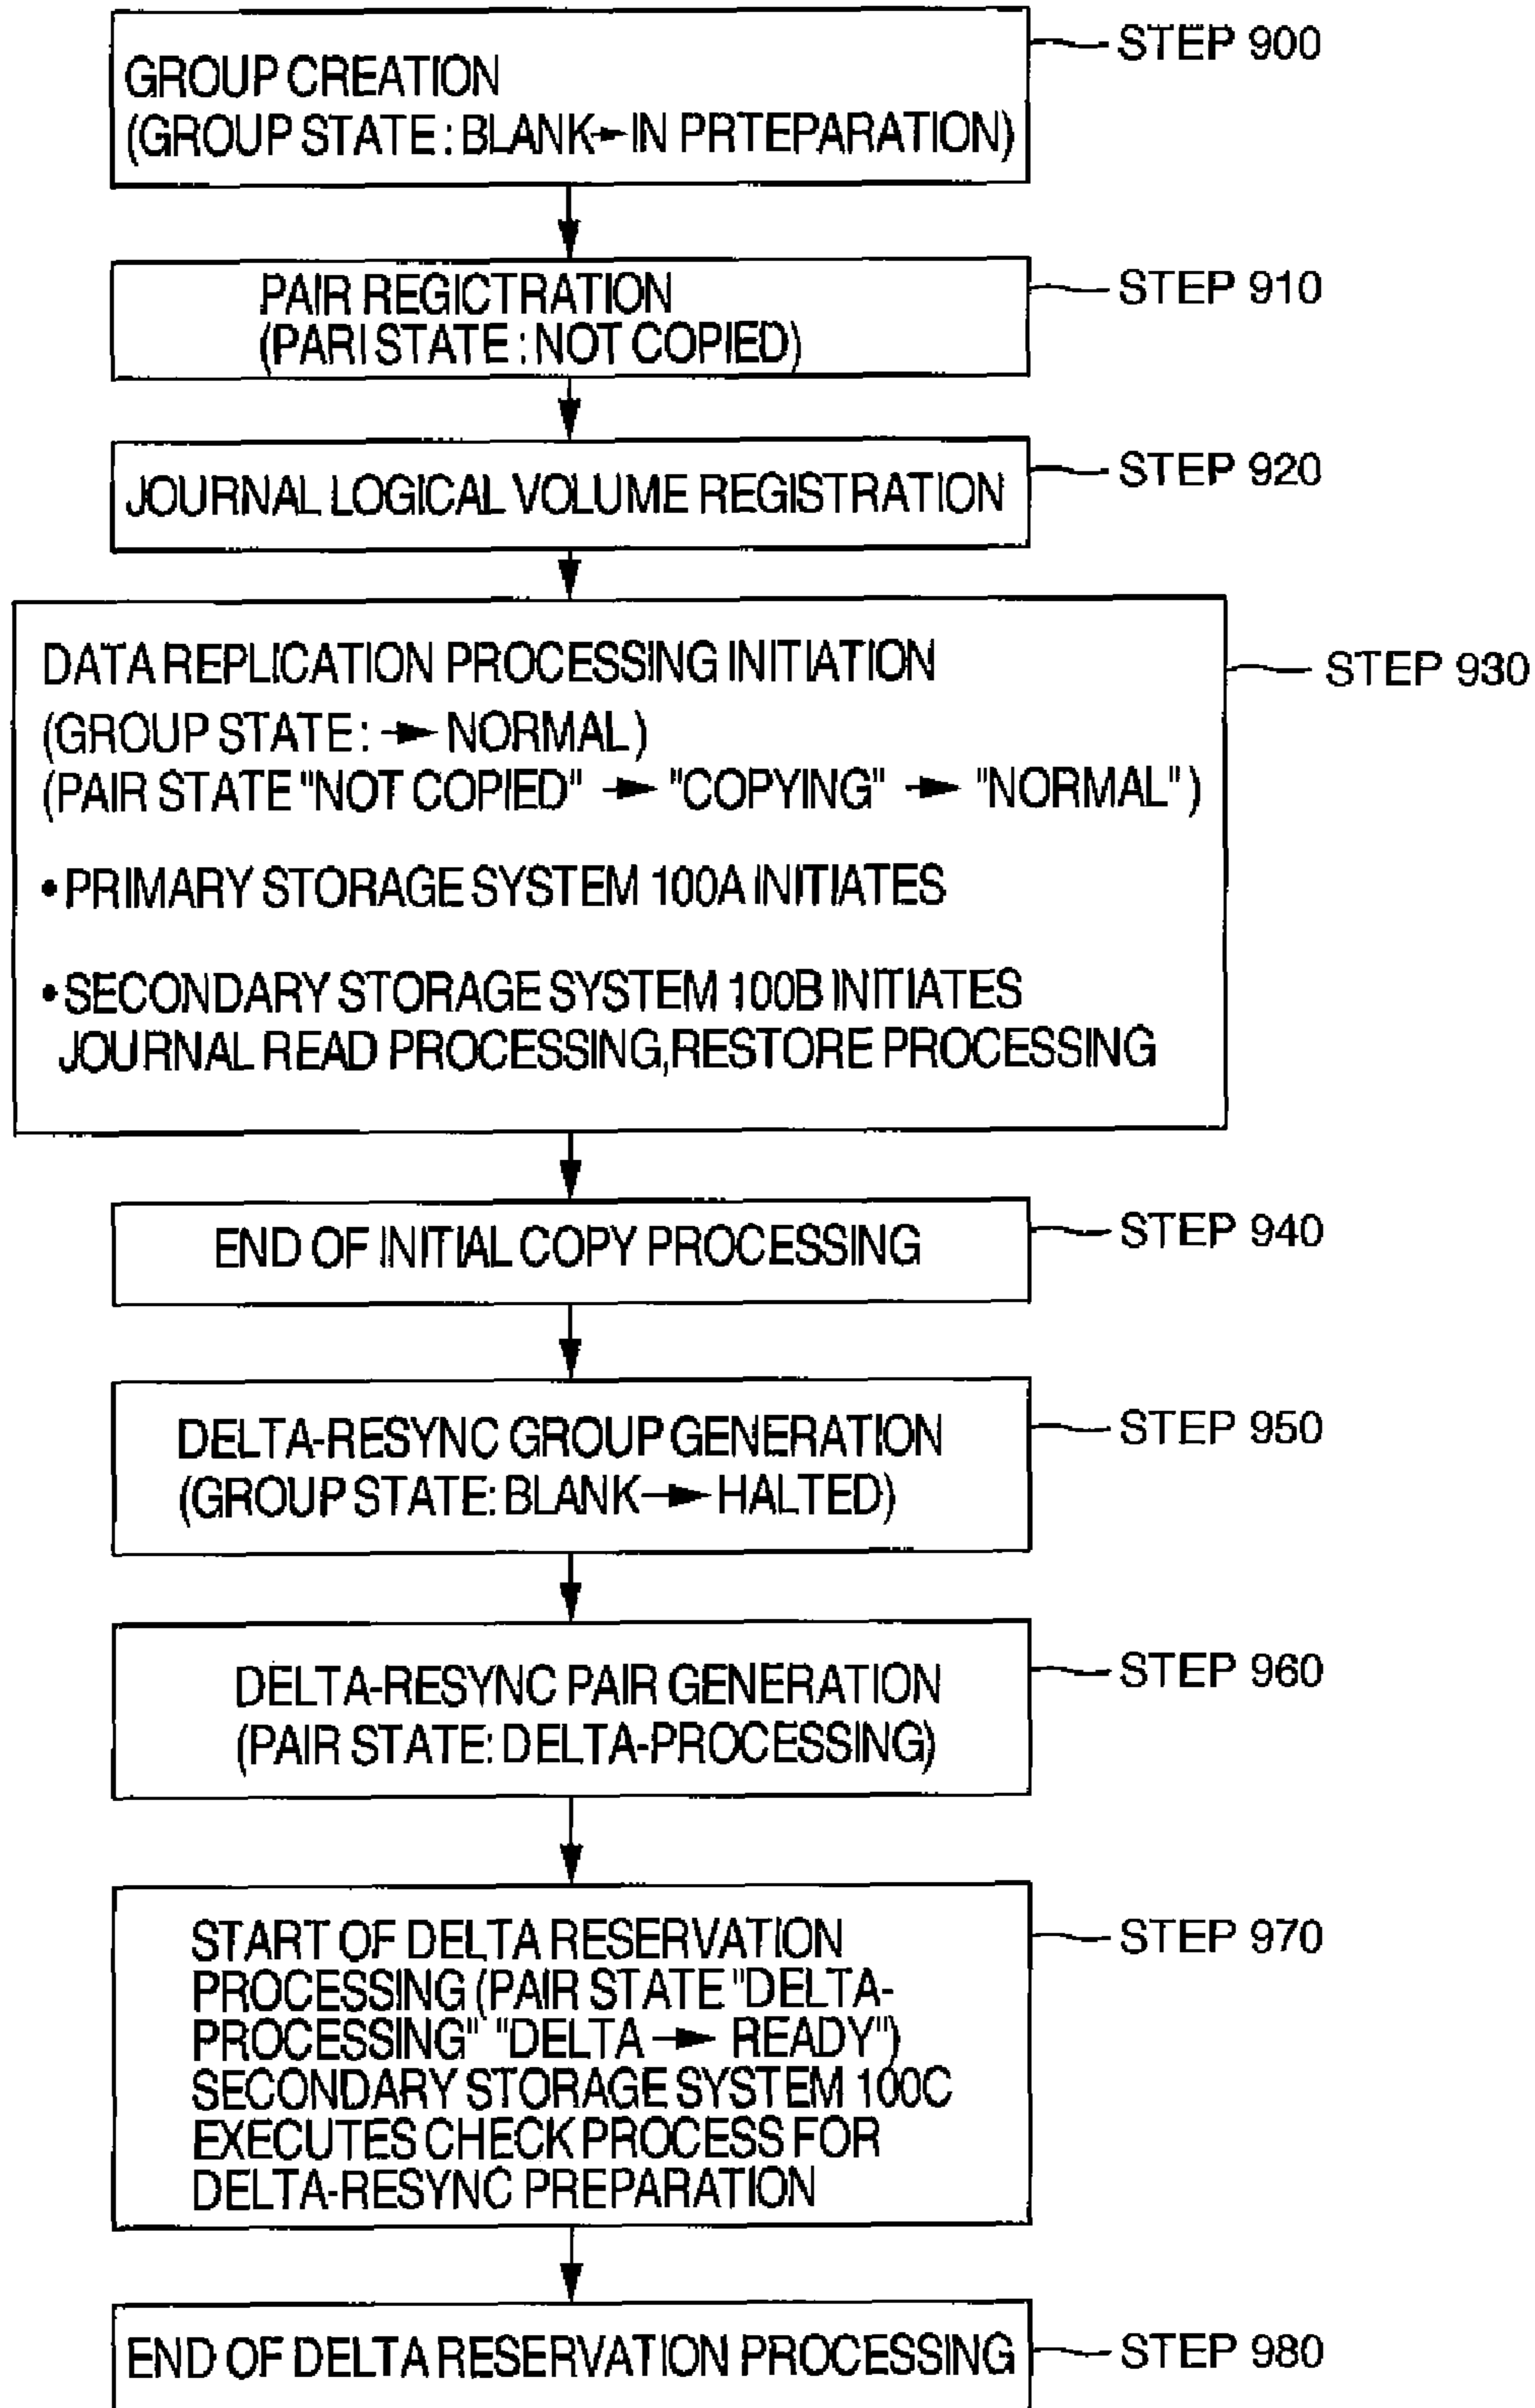 GROUP CREATION
(GROUP STATE : BLANK→IN PRTEPARATION)
STEP 900
PAIR REGICTRATION
(PARI STATE : NOT COPIED)
STEP 910
JOURNAL LOGICAL VOLUME REGISTRATION
STEP 920
DATA REPLICATION PROCESSING INITIATION
(GROUP STATE : → NORMAL)
(PAIR STATE "NOT COPIED" → "COPYING" → "NORMAL")
• PRIMARY STORAGE SYSTEM 100A INITIATES
• SECONDARY STORAGE SYSTEM 100B INITIATES
JOURNAL READ PROCESSING, RESTORE PROCESSING
STEP 930
END OF INITIAL COPY PROCESSING
STEP 940
DELTA-RESYNC GROUP GENERATION
(GROUP STATE: BLANK→HALTED)
STEP 950
DELTA-RESYNC PAIR GENERATION
(PAIR STATE: DELTA-PROCESSING)
STEP 960
START OF DELTA RESERVATION
PROCESSING (PAIR STATE "DELTA-
PROCESSING" "DELTA → READY")
SECONDARY STORAGE SYSTEM 100C
EXECUTES CHECK PROCESS FOR
DELTA-RESYNC PREPARATION
STEP 970
END OF DELTA RESERVATION PROCESSING
STEP 980